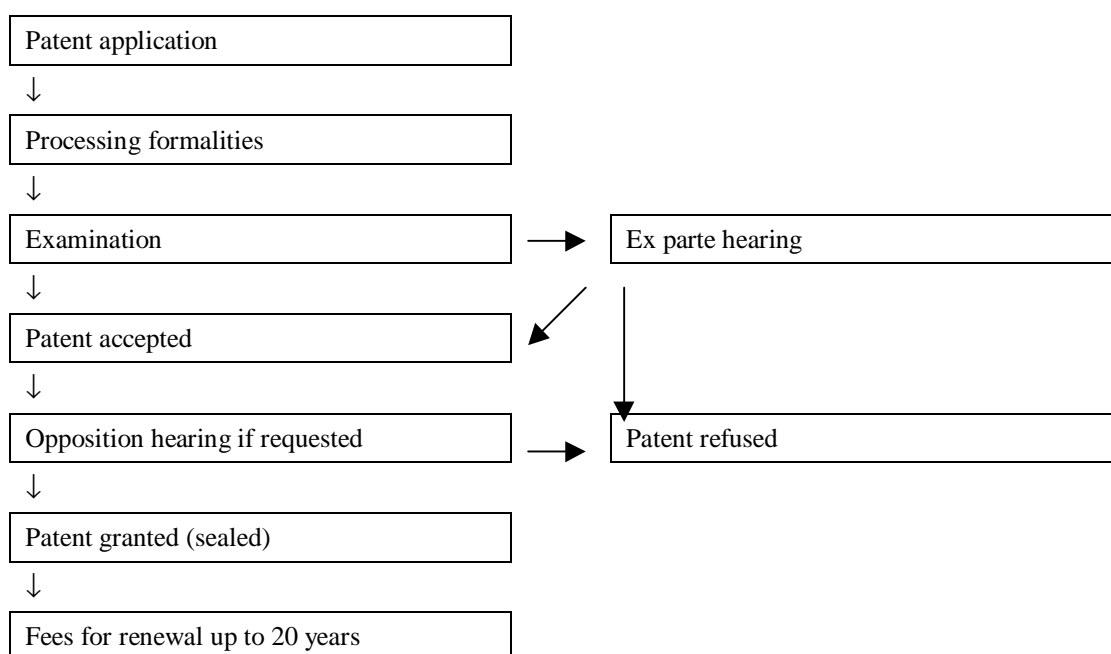 Patent application
↓
Processing formalities
↓
Examination
Ex parte hearing
↓
Patent accepted
↓
Opposition hearing if requested
Patent refused
↓
Patent granted (sealed)
↓
Fees for renewal up to 20 years